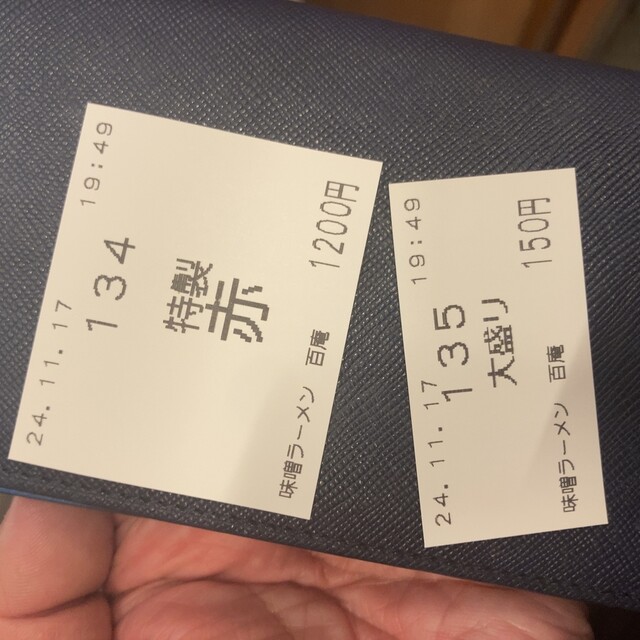 24.11.17 19:49
134
特製
赤
1200円
味噌ラーメン 百庵
24.11.17 19:49
135
大盛り
150円
味噌ラーメン 百庵